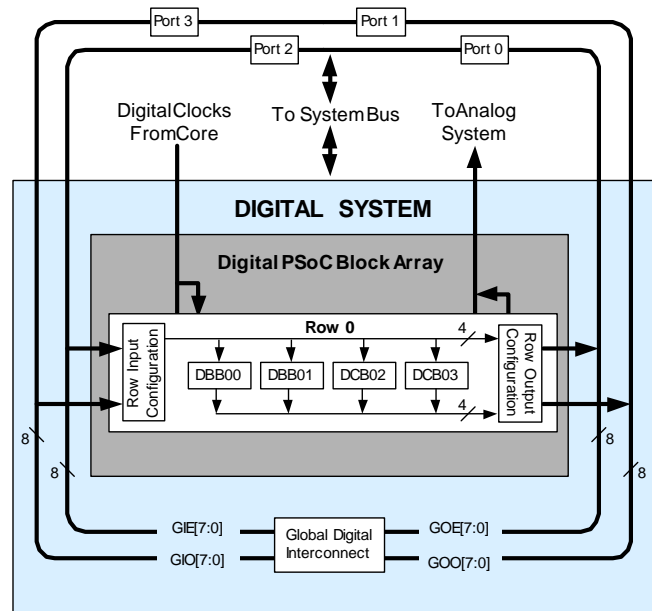 Port 3
Port 1
Port 2
Port 0
DigitalClocks
FromCore
To SystemBus
ToAnalog
System
DIGITAL SYSTEM
Digital PSoC Block Array
Row 0
4
Row Input
Configuration
DBB00
DBB01
DCB02
DCB03
Row Output
Configuration
4
8
8
8
8
GIE[7:0]
GIO[7:0]
Global Digital
Interconnect
GOE[7:0]
GOO[7:0]